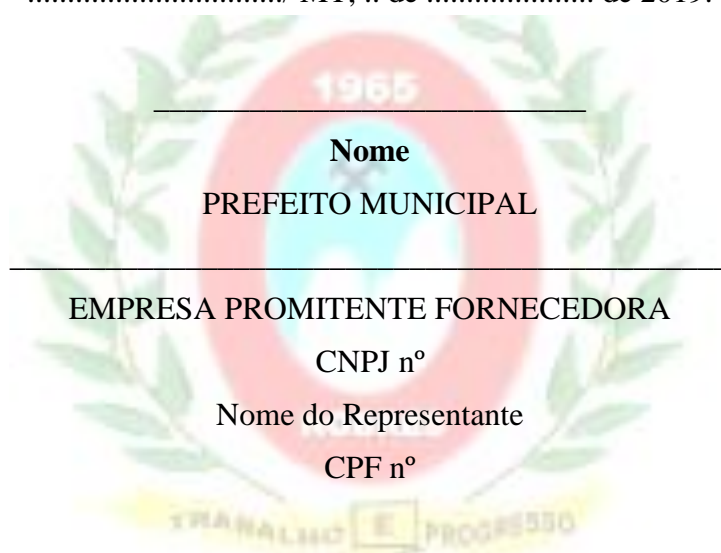 ............................../ MT, .. de ..................... de 2019.
1965
Nome
PREFEITO MUNICIPAL
EMPRESA PROMITENTE FORNECEDORA
CNPJ nº
Nome do Representante
CPF nº
TRABALHO E PROGRESSO